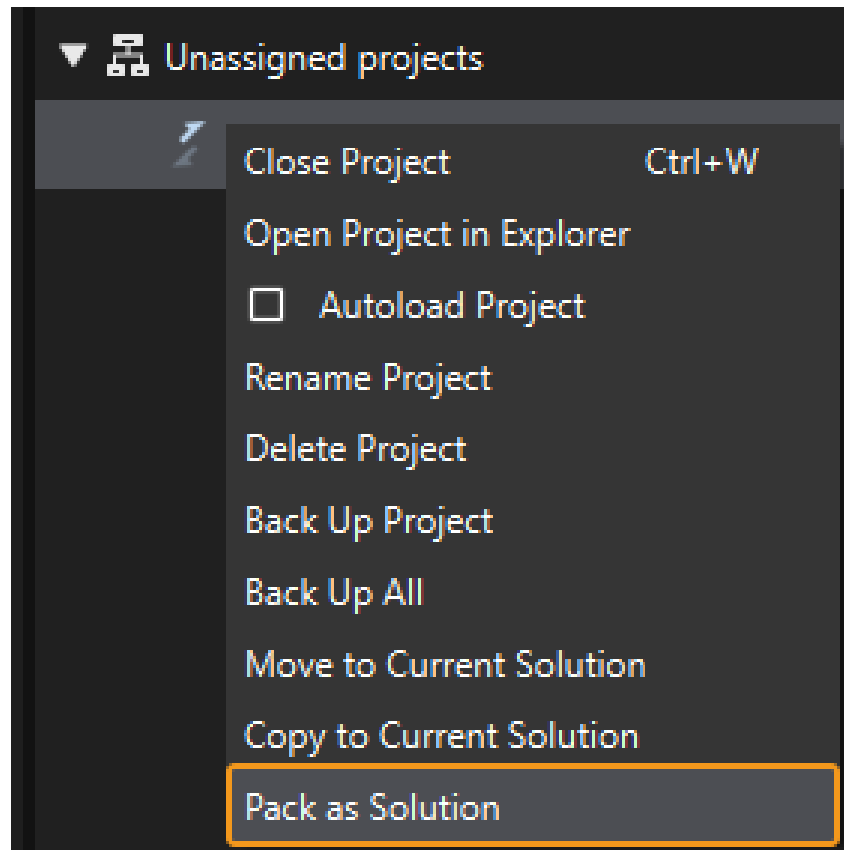 Unassigned projects
Close Project Ctrl+W
Open Project in Explorer
Autoload Project
Rename Project
Delete Project
Back Up Project
Back Up All
Move to Current Solution
Copy to Current Solution
Pack as Solution